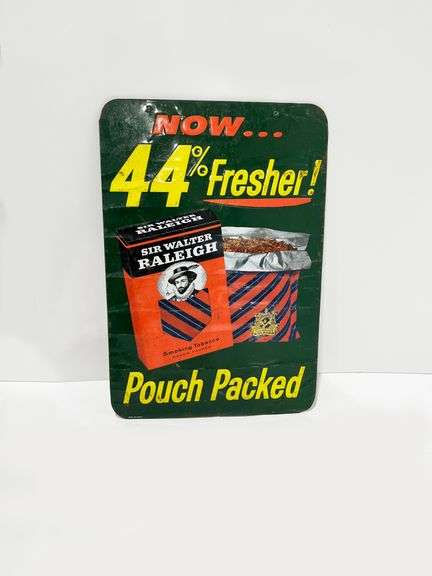 NOW...
44% Fresher!
SIR WALTER
RALEIGH
SIR WALTER
RALEIGH
Smoking Tobacco
Pouch Packed